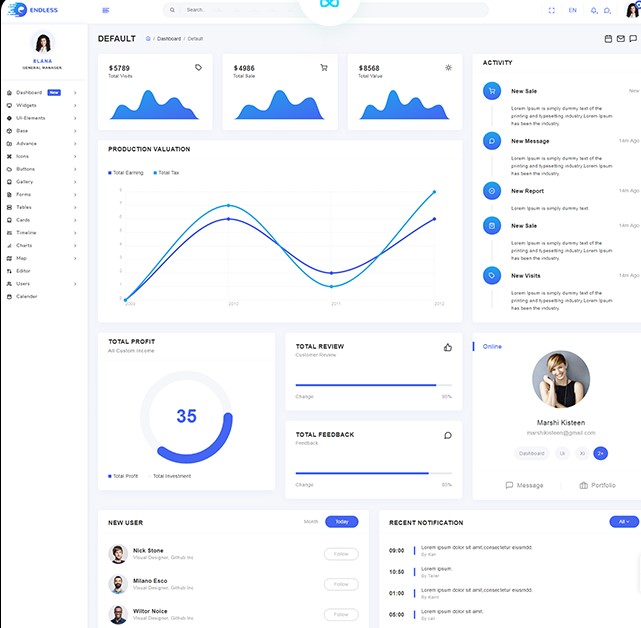 ENDLESS
Search.
EN
ELANA
GENERAL MANAGER
Dashboard New
Widgets
UI-Elements
Base
Advance
Icons
Buttons
Gallery
Forms
Tables
Cards
Timeline
Charts
Map
Editor
Users
Calender
DEFAULT
Dashboard / Default
$5789
Total Visits
$4986
Total Sale
$8568
Total Value
PRODUCTION VALUATION
Total Earning Total Tax
2010
2011
2012
ACTIVITY
New Sale Now
Lorem Ipsum is simply dummy text of the
printing and typesetting industry.Lorem Ipsum
has been the industry.
New Message 14m Ago
Lorem Ipsum is simply dummy text of the
printing and typesetting industry.Lorem Ipsum
has been the industry.
New Report 14m Ago
Lorem Ipsum is simply dummy text.
New Sale 14m Ago
Lorem Ipsum is simply dummy text of the
printing and typesetting industry.Lorem Ipsum
has been the industry.
New Visits 14m Ago
Lorem Ipsum is simply dummy text of the
printing and typesetting industry.Lorem Ipsum
has been the industry.
TOTAL PROFIT
All Custom Income
35
Total Profit Total Investment
TOTAL REVIEW
Customer Review
Change 90%
TOTAL FEEDBACK
Feedback
Change 85%
Online
Marshi Kisteen
marshikisteen@gmail.com
Dashboard UI Xi 2+
Message Portfolio
NEW USER Month Today
Nick Stone
Visual Designer, Github Inc
Follow
Milano Esco
Visual Designer, Github Inc
Follow
Wiltor Noice
Visual Designer, Github Inc
Follow
RECENT NOTIFICATION All
09:00 Lorem ipsum dolor sit amit,consectetur eiusmdd.
By Kan
10:50 Lorem ipsum.
By
01:00 Lorem ipsum dolor sit amit,consectetur eiusmdd.
By
05:00 Lorem ipsum dolor sit amit.
By